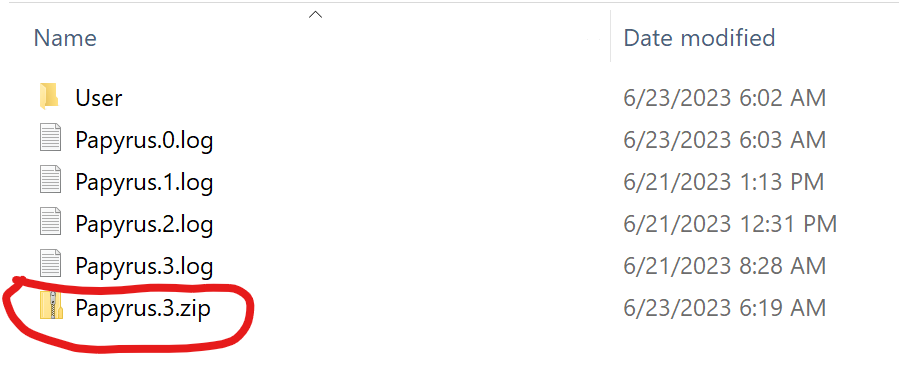 Name Date modified
User 6/23/2023 6:02 AM
Papyrus.0.log 6/23/2023 6:03 AM
Papyrus.1.log 6/21/2023 1:13 PM
Papyrus.2.log 6/21/2023 12:31 PM
Papyrus.3.log 6/21/2023 8:28 AM
Papyrus.3.zip 6/23/2023 6:19 AM